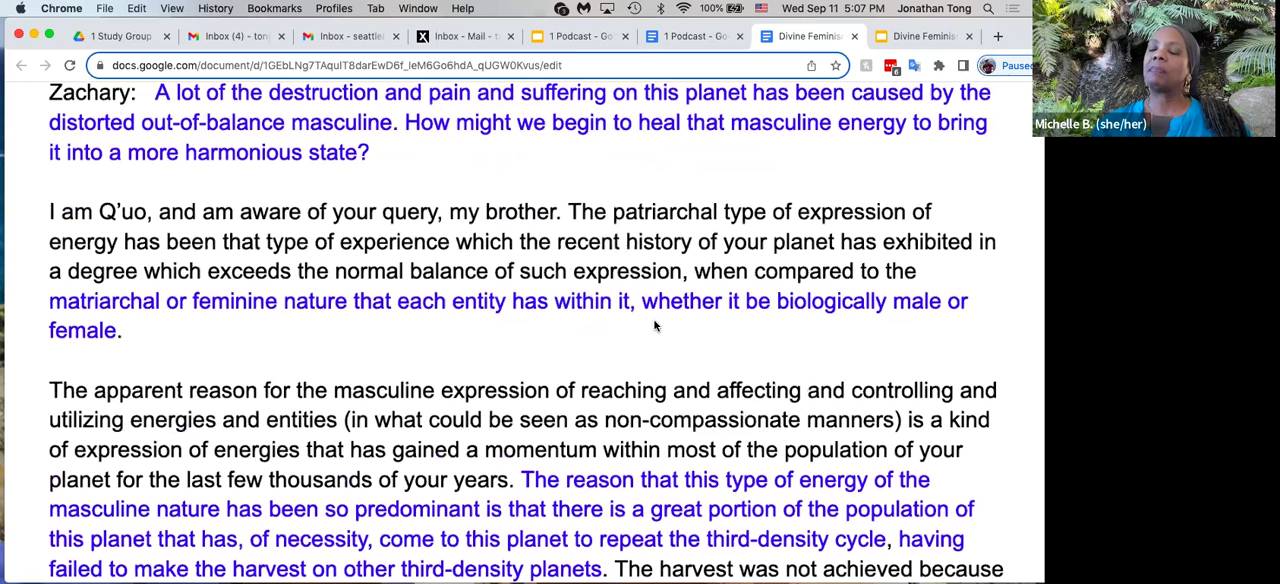 Chrome File Edit View History Bookmarks Profiles Tab Window Help 100% Wed Sep 11 5:07 PM Jonathan Tong
1 Study Group Inbox (4) - ton Inbox - seattle X Inbox - Mail - t 1 Podcast - Go 1 Podcast - Go Divine Feminis Divine Feminis
docs.google.com/document/d/ Paused
Michelle B. (she/her)
Zachary: A lot of the destruction and pain and suffering on this planet has been caused by the
distorted out-of-balance masculine. How might we begin to heal that masculine energy to bring
it into a more harmonious state?
I am Q'uo, and am aware of your query, my brother. The patriarchal type of expression of
energy has been that type of experience which the recent history of your planet has exhibited in
a degree which exceeds the normal balance of such expression, when compared to the
matriarchal or feminine nature that each entity has within it, whether it be biologically male or
female.
The apparent reason for the masculine expression of reaching and affecting and controlling and
utilizing energies and entities (in what could be seen as non-compassionate manners) is a kind
of expression of energies that has gained a momentum within most of the population of your
planet for the last few thousands of your years. The reason that this type of energy of the
masculine nature has been so predominant is that there is a great portion of the population of
this planet that has, of necessity, come to this planet to repeat the third-density cycle, having
failed to make the harvest on other third-density planets. The harvest was not achieved because